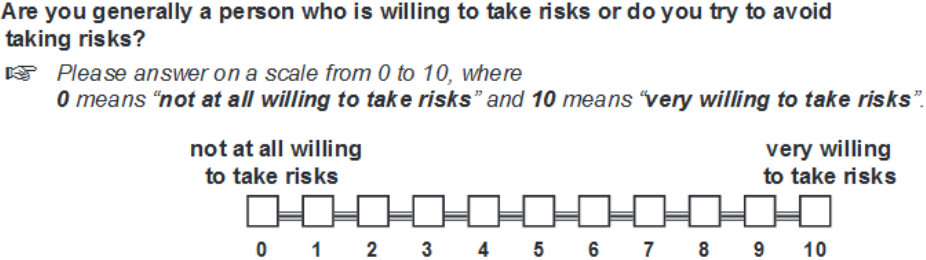 Are you generally a person who is willing to take risks or do you try to avoid
taking risks?
☞ Please answer on a scale from 0 to 10, where
0 means “not at all willing to take risks” and 10 means “very willing to take risks”.
not at all willing
to take risks
very willing
to take risks
0 1 2 3 4 5 6 7 8 9 10